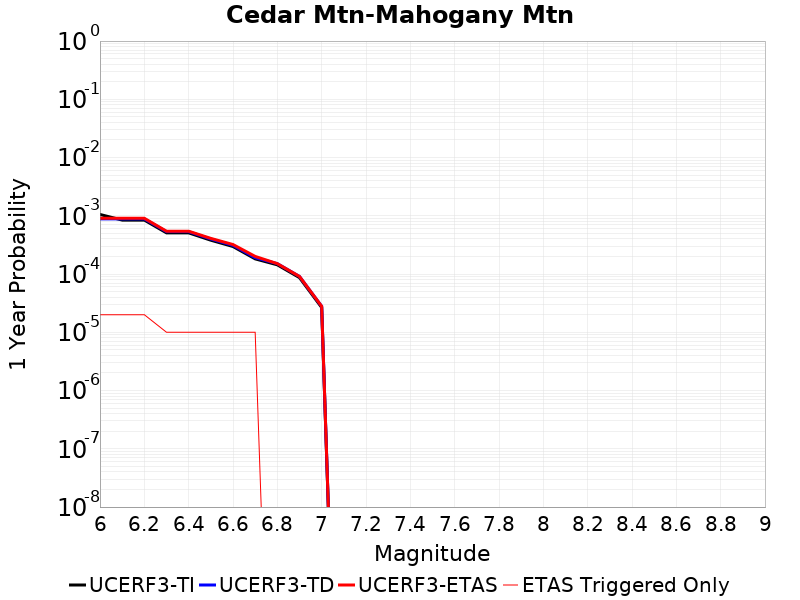 Cedar Mtn-Mahogany Mtn
10^0
10^-1
10^-2
10^-3
10^-4
10^-5
10^-6
10^-7
10^-8
1 Year Probability
6 6.2 6.4 6.6 6.8 7 7.2 7.4 7.6 7.8 8 8.2 8.4 8.6 8.8 9
Magnitude
UCERF3-TI UCERF3-TD UCERF3-ETAS ETAS Triggered Only